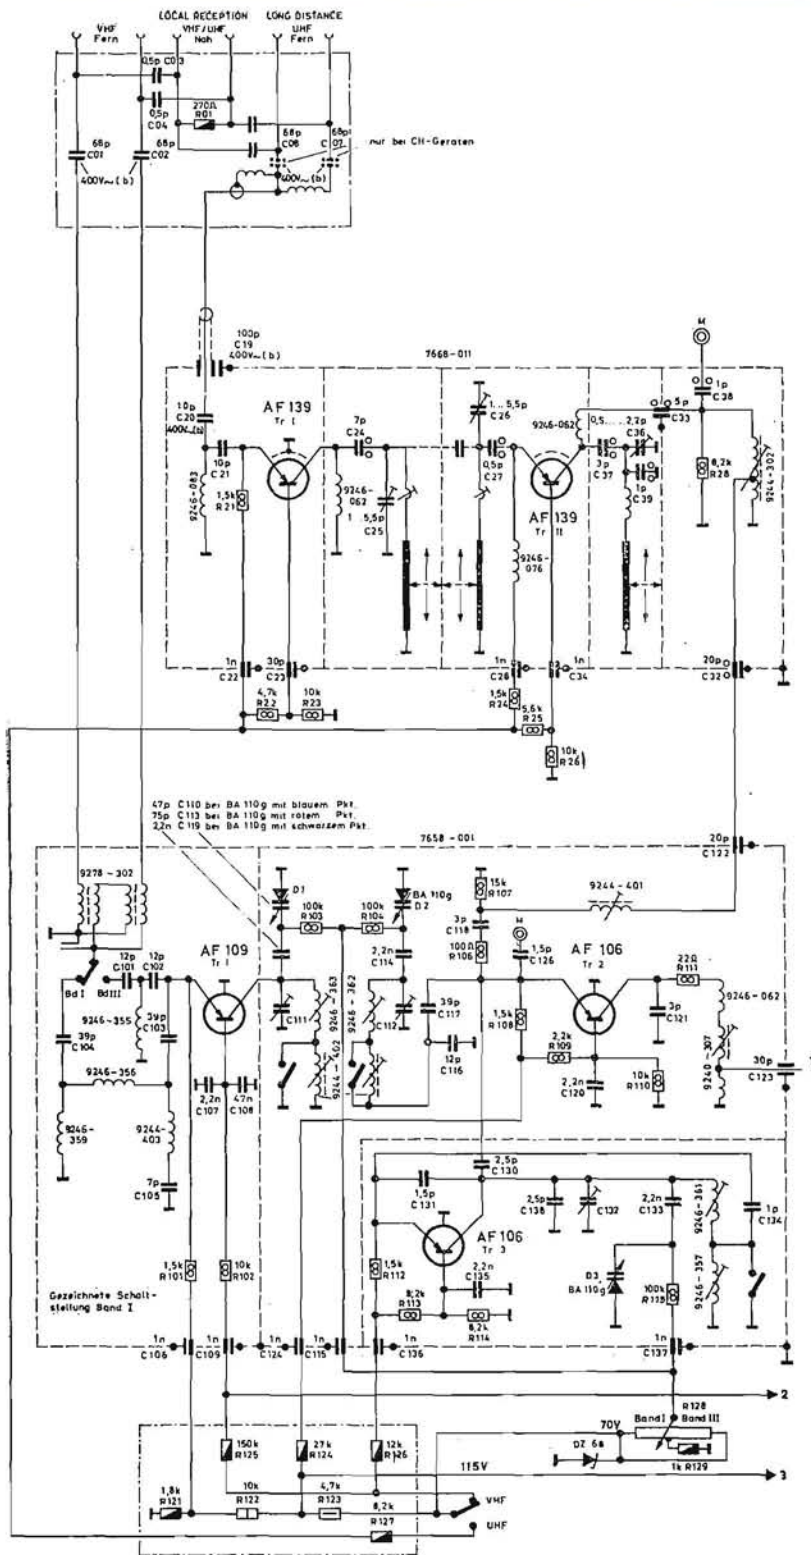 VHF
Fern
LOCAL RECEPTION
VHF/UHF
Nah
LONG DISTANCE
UHF
Fern
0,5p
0,5p
C04
270Ω
R01
68p
C01
68p
C02
400V~(b)
68p
C06
68p
C07
nur bei CH-Geräten
400V~(b)
100p
C19
400V~(b)
7668-011
10p
C20
400V~(b)
AF 139
Tr I
10p
C21
1,5k
R21
9246-083
7p
C24
9246-
062
1...5,5p
C25
1...5,5p
C26
0,5p
C27
9246-062
AF 139
Tr II
9246-
076
0,5...2,2p
C36
3p
C37
1p
C39
5p
C33
M
1p
C38
8,2k
R28
9244-302
1n
C22
30p
C23
1n
C28
1n
C34
20p
C32
4,7k
R22
10k
R23
1,5k
R24
5,6k
R25
10k
R26
47p C110 bei BA 110g mit blauem Pkt.
75p C113 bei BA 110g mit rotem Pkt.
2,2n C119 bei BA 110g mit schwarzem Pkt.
7658-001
20p
C122
9278-302
D1
100k
R103
100k
R104
BA 110g
D2
15k
R107
9244-401
3p
C118
100Ω
R106
M
1,5p
C126
AF 109
Tr 1
12p
C101
12p
C102
Bd I
Bd III
9246-355
39p
C103
39p
C104
9246-356
9246-
359
9244-
403
7p
C105
2,2n
C107
47n
C108
C111
9246-363
9244-402
2,2n
C114
9246-362
C112
39p
C117
12p
C116
1,5k
R108
AF 106
Tr 2
2,2k
R109
2,2n
C120
10k
R110
3p
C121
22Ω
R111
9246-062
9240-307
30p
C123
2,5p
C130
1,5p
C131
AF 106
Tr 3
2,2n
C135
8,2k
R113
8,2k
R114
1,5k
R112
2,5p
C138
C132
2,2n
C133
9246-361
9246-357
1p
C134
D3
BA 110g
100k
R115
1,5k
R101
10k
R102
Gezeichnete Schalt-
stellung Band I
1n
C106
1n
C109
1n
C124
1n
C115
1n
C136
1n
C137
2
R128
Band I
Band III
70V
DZ 6a
1k R129
3
115V
150k
R125
27k
R124
12k
R126
1,8k
R121
10k
R122
4,7k
R123
8,2k
R127
VHF
UHF